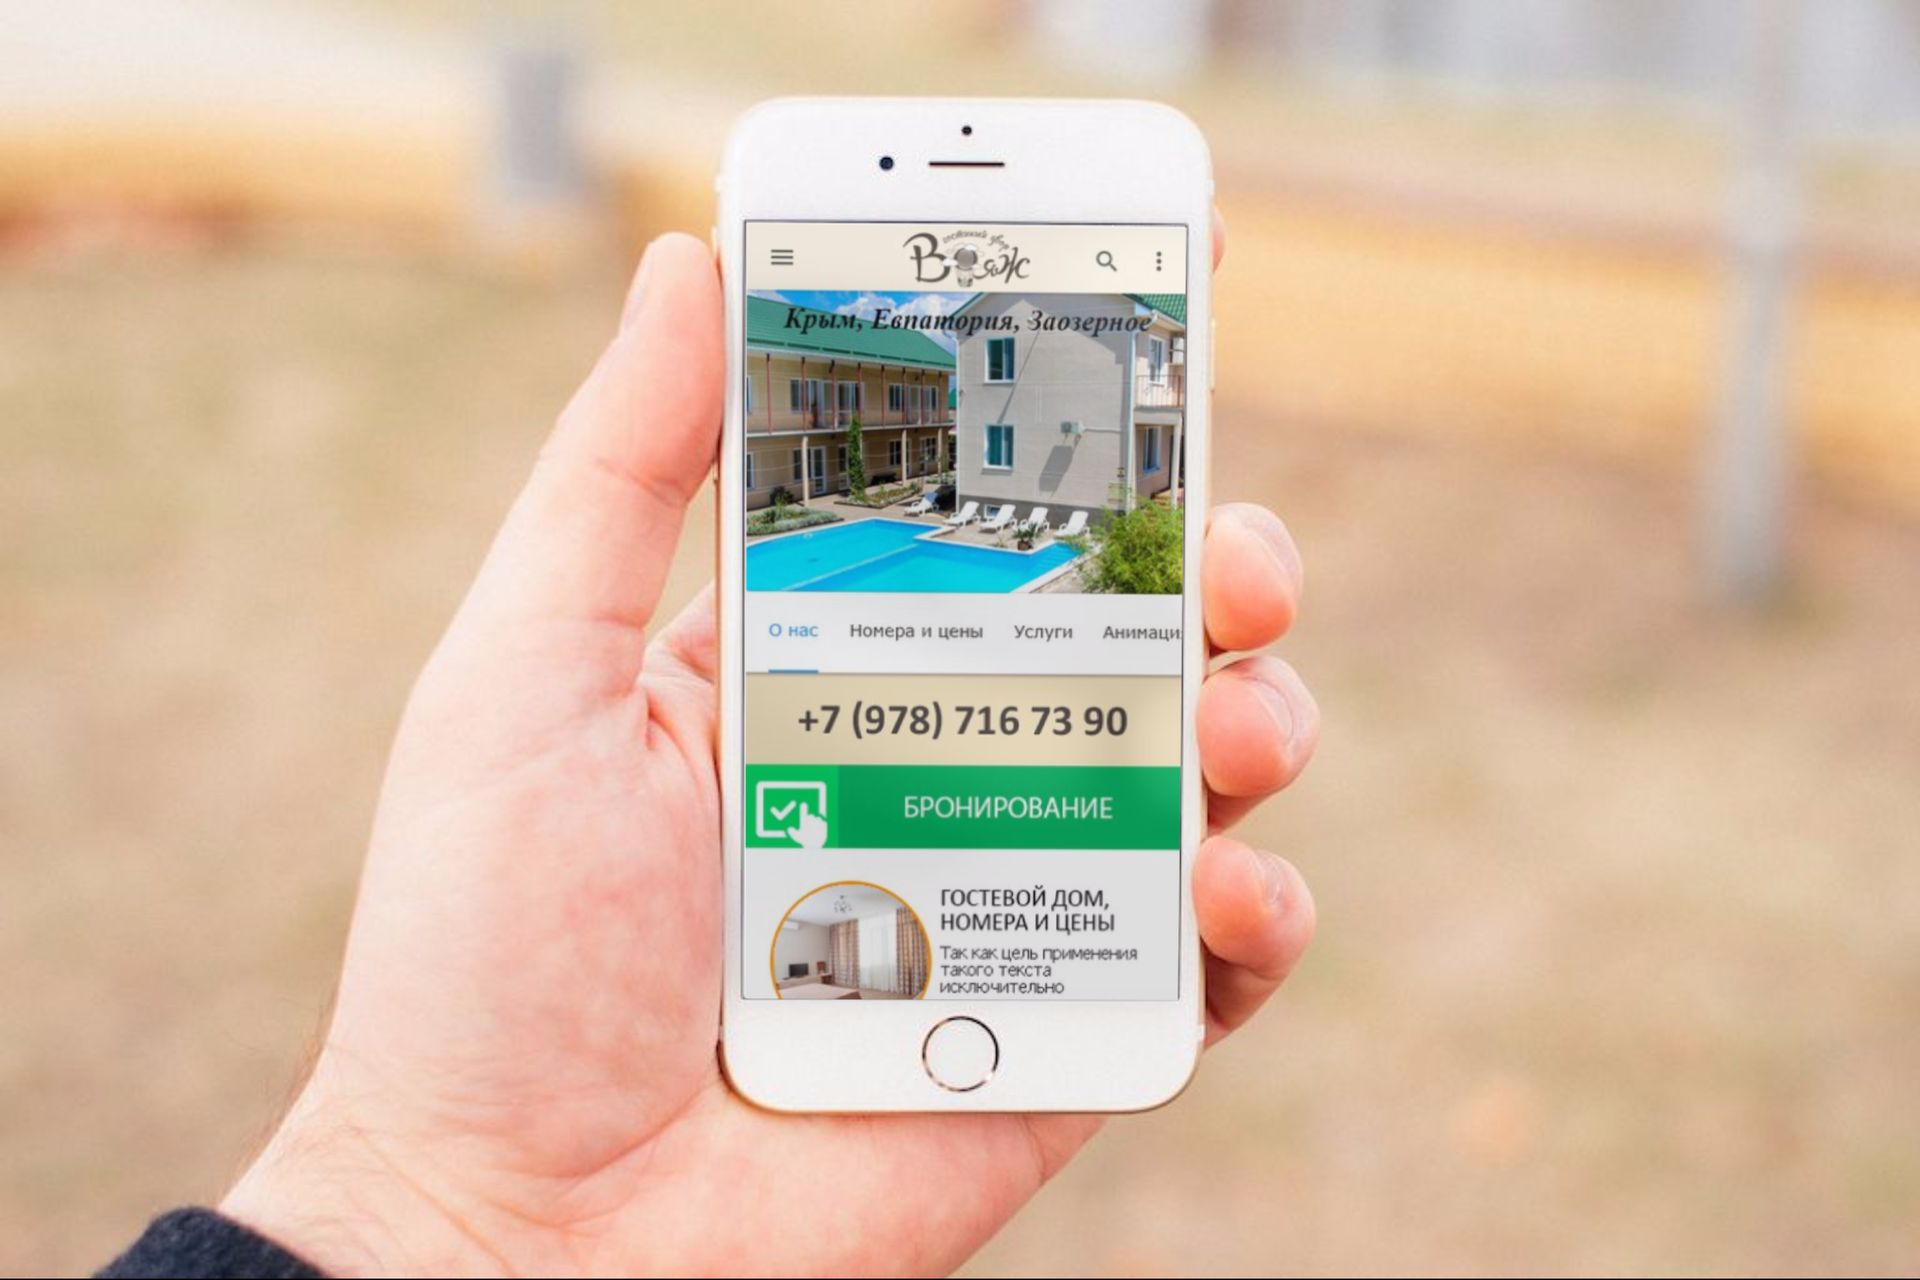 гостиный двор
Вояж
Крым, Евпатория, Заозерное
О нас Номера и цены Услуги Анимаци
+7 (978) 716 73 90
БРОНИРОВАНИЕ
ГОСТЕВОЙ ДОМ,
НОМЕРА И ЦЕНЫ
Так как цель применения
такого текста
исключительно